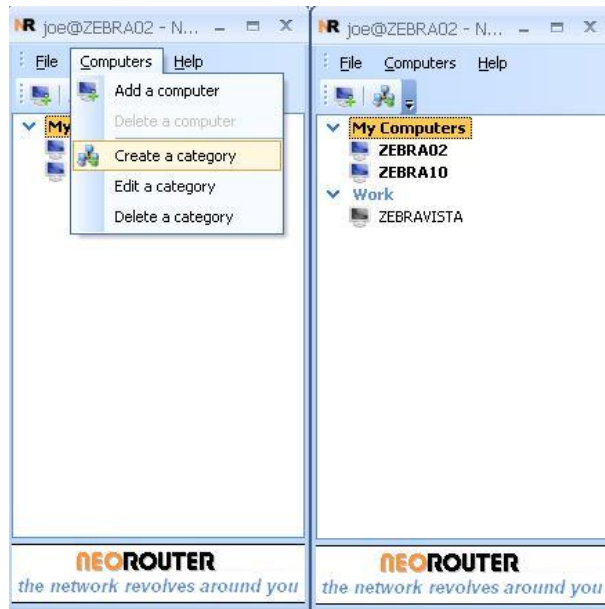 NR joe@ZEBRA02 - N...
File Computers Help
Add a computer
Delete a computer
Create a category
Edit a category
Delete a category
My
NEOROUTER
the network revolves around you
NR joe@ZEBRA02 - N...
File Computers Help
My Computers
ZEBRA02
ZEBRA10
Work
ZEBRAVISTA
NEOROUTER
the network revolves around you